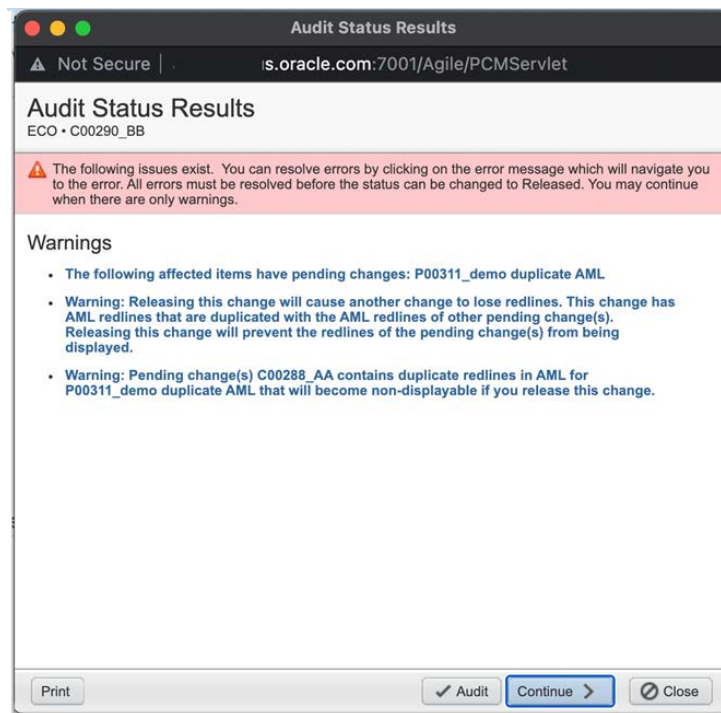 Audit Status Results
Not Secure | .s.oracle.com:7001/Agile/PCMServlet
Audit Status Results
ECO • C00290_BB
The following issues exist. You can resolve errors by clicking on the error message which will navigate you
to the error. All errors must be resolved before the status can be changed to Released. You may continue
when there are only warnings.
Warnings
• The following affected items have pending changes: P00311_demo duplicate AML
• Warning: Releasing this change will cause another change to lose redlines. This change has
AML redlines that are duplicated with the AML redlines of other pending change(s).
Releasing this change will prevent the redlines of the pending change(s) from being
displayed.
• Warning: Pending change(s) C00288_AA contains duplicate redlines in AML for
P00311_demo duplicate AML that will become non-displayable if you release this change.
Print
Audit
Continue
Close